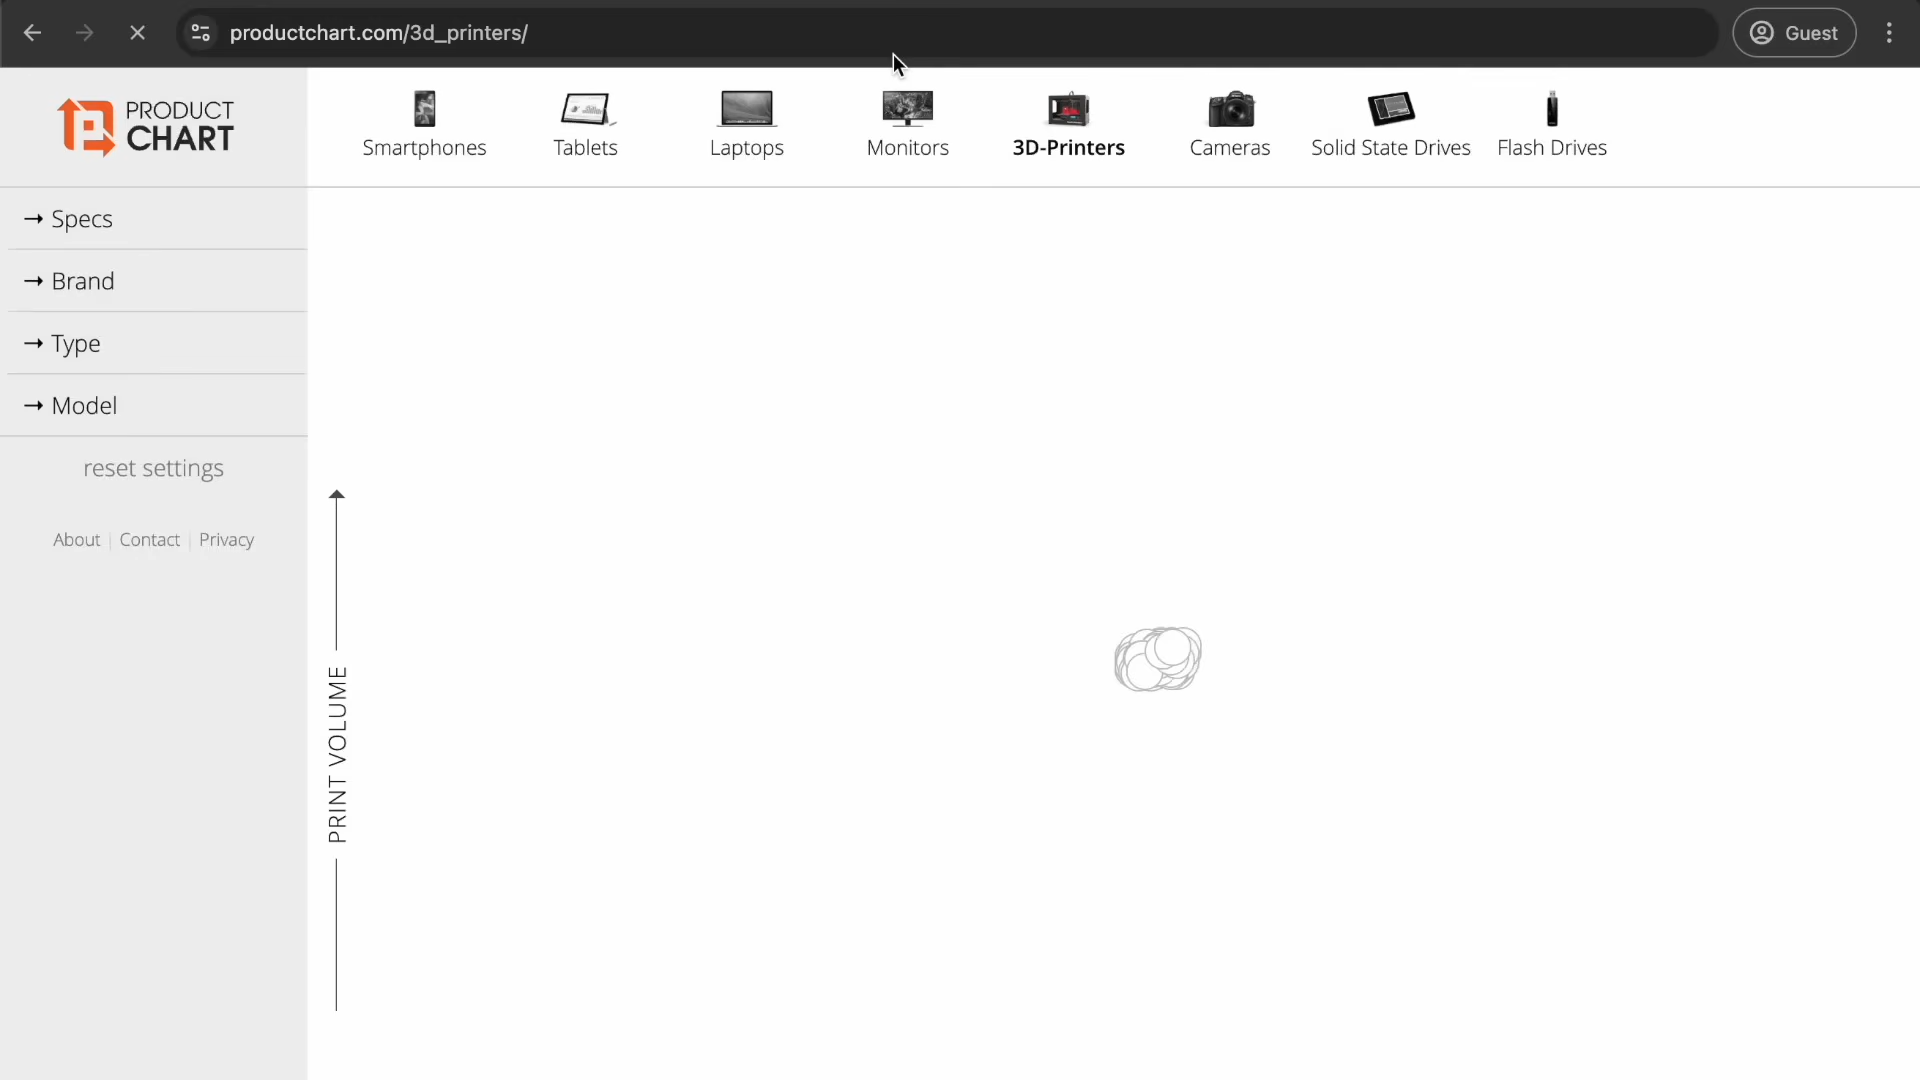 productchart.com/3d_printers/
Guest
PRODUCT
CHART
Smartphones
Tablets
Laptops
Monitors
3D-Printers
Cameras
Solid State Drives
Flash Drives
→ Specs
→ Brand
→ Type
→ Model
reset settings
About | Contact | Privacy
PRINT VOLUME